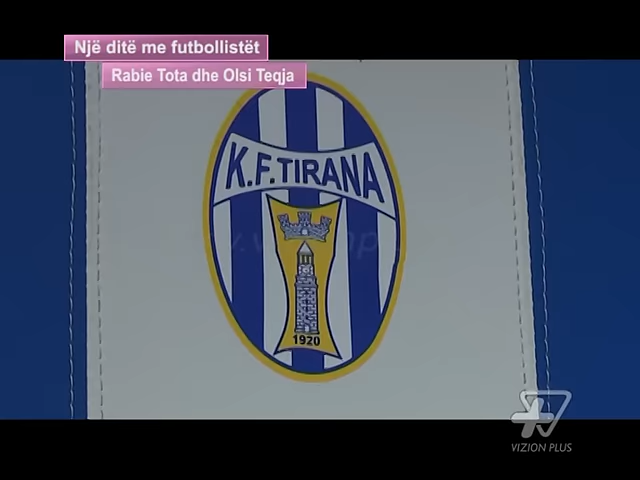 Një ditë me futbollistët
Rabie Tota dhe Olsi Teqja
K.F.TIRANA
1920
VIZION PLUS